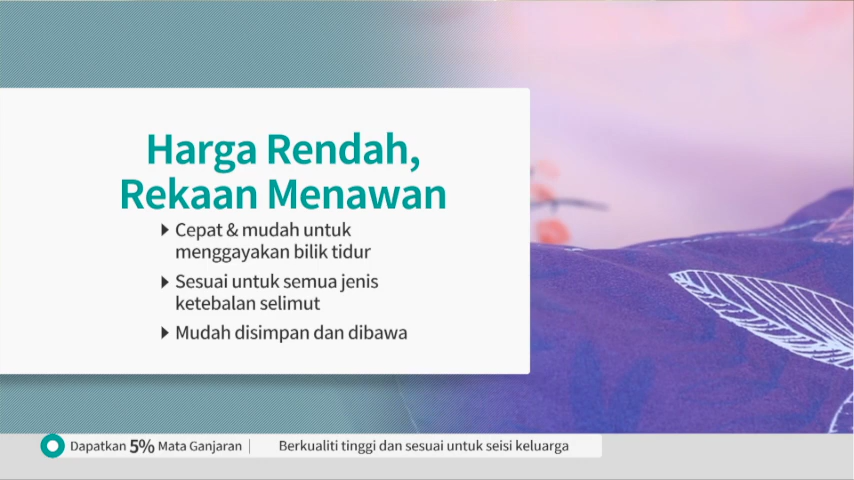 Harga Rendah,
Rekaan Menawan
Cepat & mudah untuk
menggayakan bilik tidur
Sesuai untuk semua jenis
ketebalan selimut
Mudah disimpan dan dibawa
Dapatkan 5% Mata Ganjaran | Berkualiti tinggi dan sesuai untuk seisi keluarga